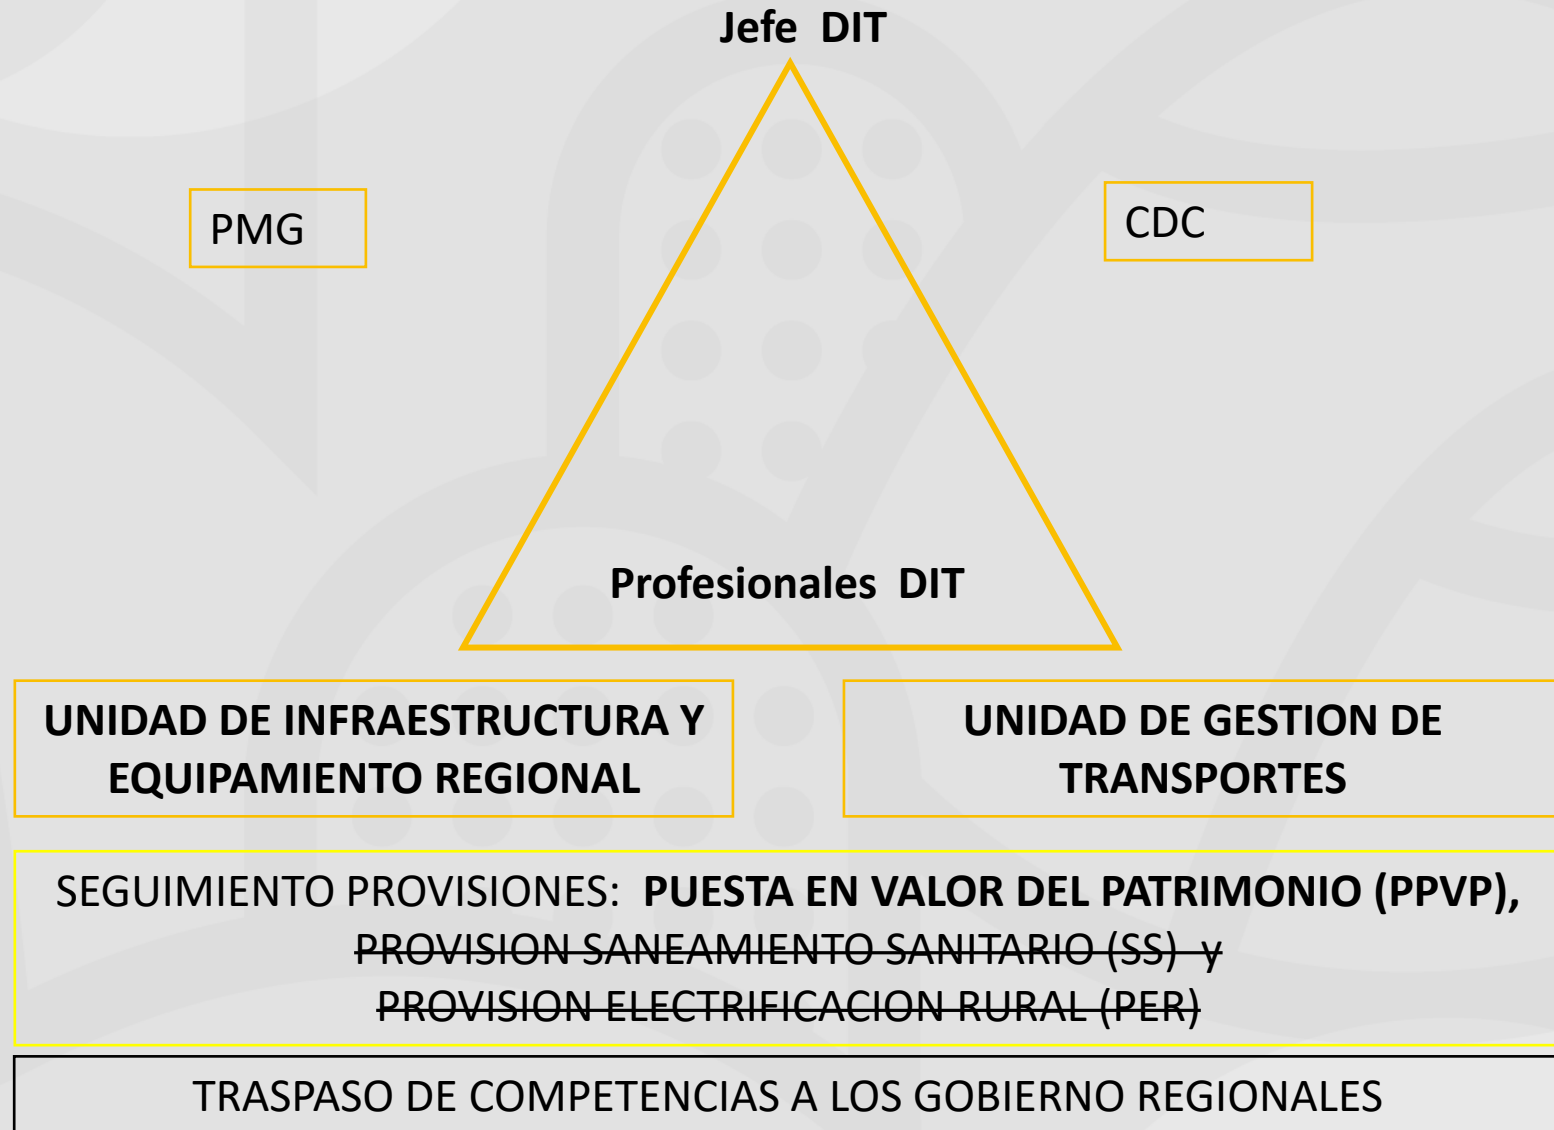 Jefe  DIT
PMG
CDC
Profesionales  DIT
UNIDAD DE INFRAESTRUCTURA Y
EQUIPAMIENTO REGIONAL
UNIDAD DE GESTION DE
TRANSPORTES
SEGUIMIENTO PROVISIONES:  PUESTA EN VALOR DEL PATRIMONIO (PPVP),
PROVISION SANEAMIENTO SANITARIO (SS)  y
PROVISION ELECTRIFICACION RURAL (PER)
TRASPASO DE COMPETENCIAS A LOS GOBIERNO REGIONALES